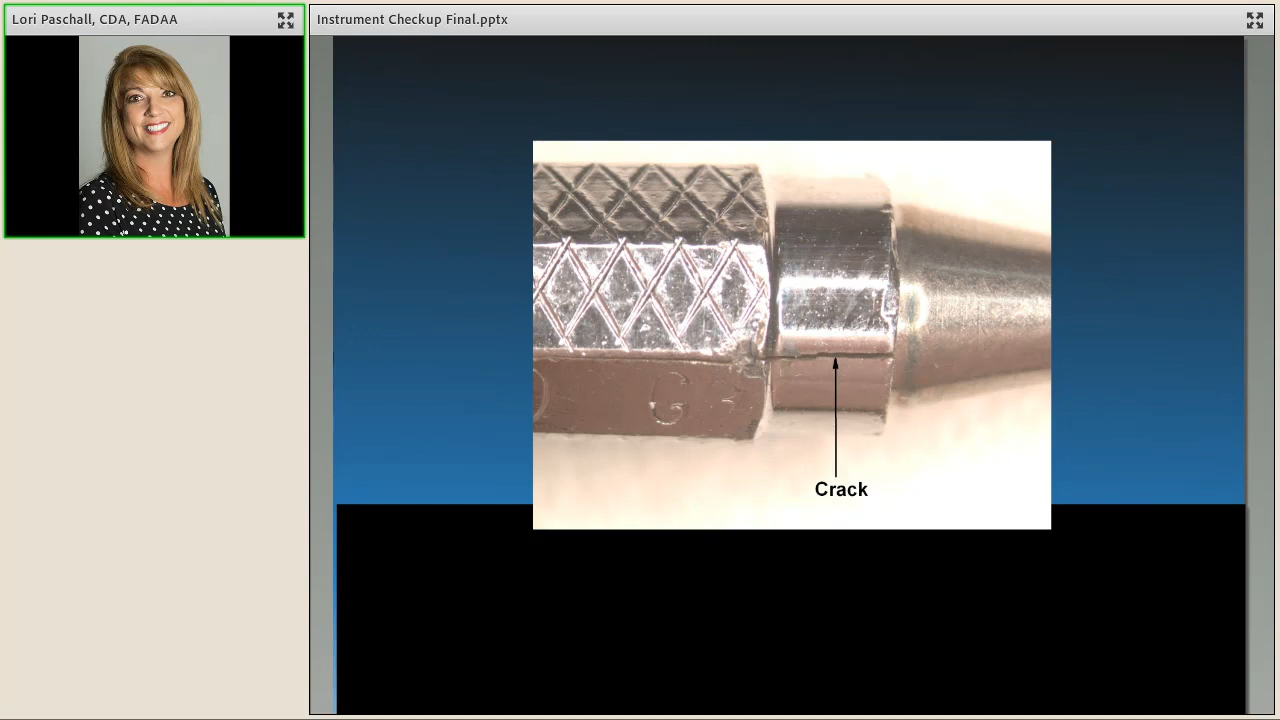 Lori Paschall, CDA, FADAA
Instrument Checkup Final.pptx
G
Crack